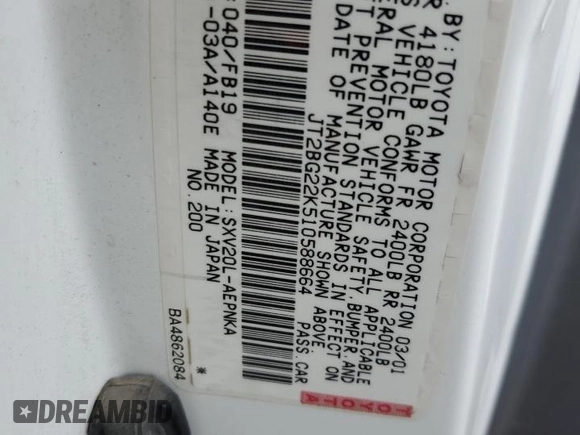 BY:TOYOTA MOTOR CORPORATION 03/01
4180LB GAWR FR 2400LB RR 2400LB
VEHICLE CONFORMS TO ALL APPLICABLE
MOTOR VEHICLE SAFETY,BUMPER,AND
PREVENTION STANDARDS IN EFFECT ON
DATE OF MANUFACTURE SHOWN ABOVE.
JT2BG22K510588664 PASS.CAR
TOYOTA
040/FB19 MODEL:SXV20L-AEPNKA
-03A/A140E MADE IN JAPAN
NO.200
BA4862084 *
DREAMBID